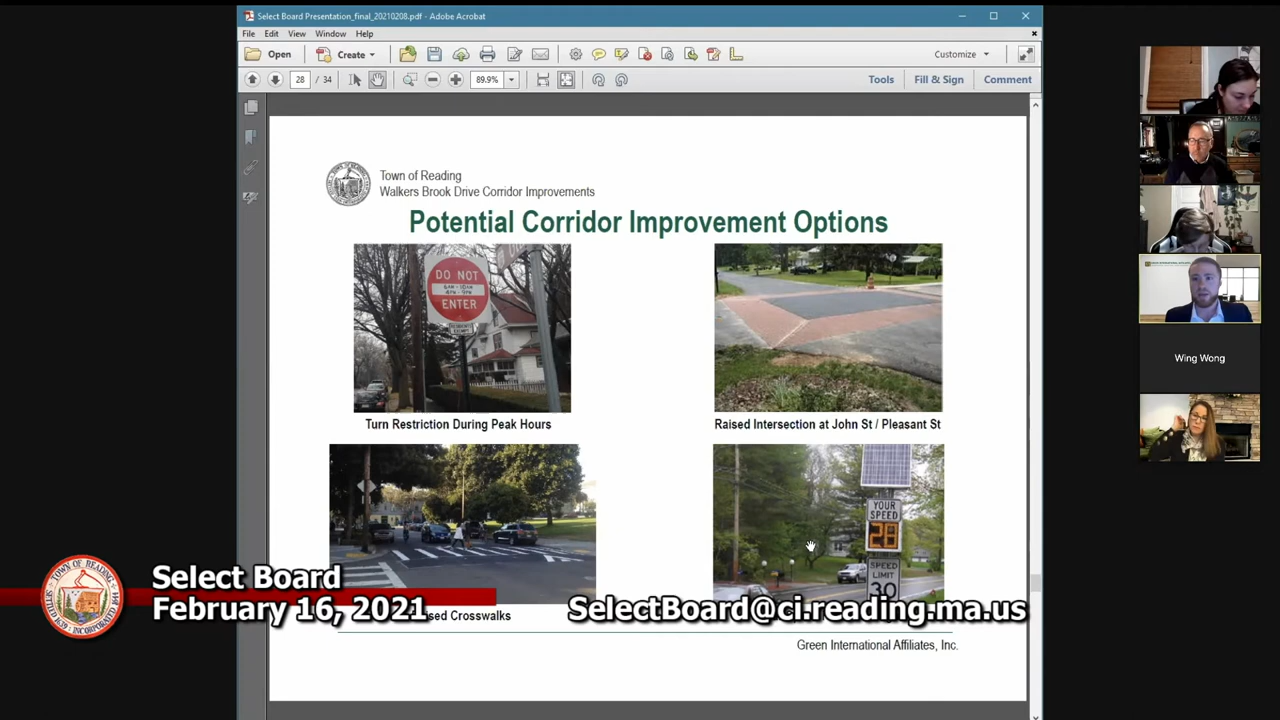 Select Board Presentation_final_20210208.pdf - Adobe Acrobat
File Edit View Window Help
Open
Create
Customize
28 / 34
89.9%
Tools
Fill & Sign
Comment
Town of Reading
Walkers Brook Drive Corridor Improvements
Potential Corridor Improvement Options
DO NOT
ENTER
Turn Restriction During Peak Hours
Raised Intersection at John St / Pleasant St
YOUR
SPEED
28
SPEED
LIMIT
30
Wing Wong
TOWN OF READING
Select Board
February 16, 2021
Crosswalks
SelectBoard@ci.reading.ma.us
Green International Affiliates, Inc.